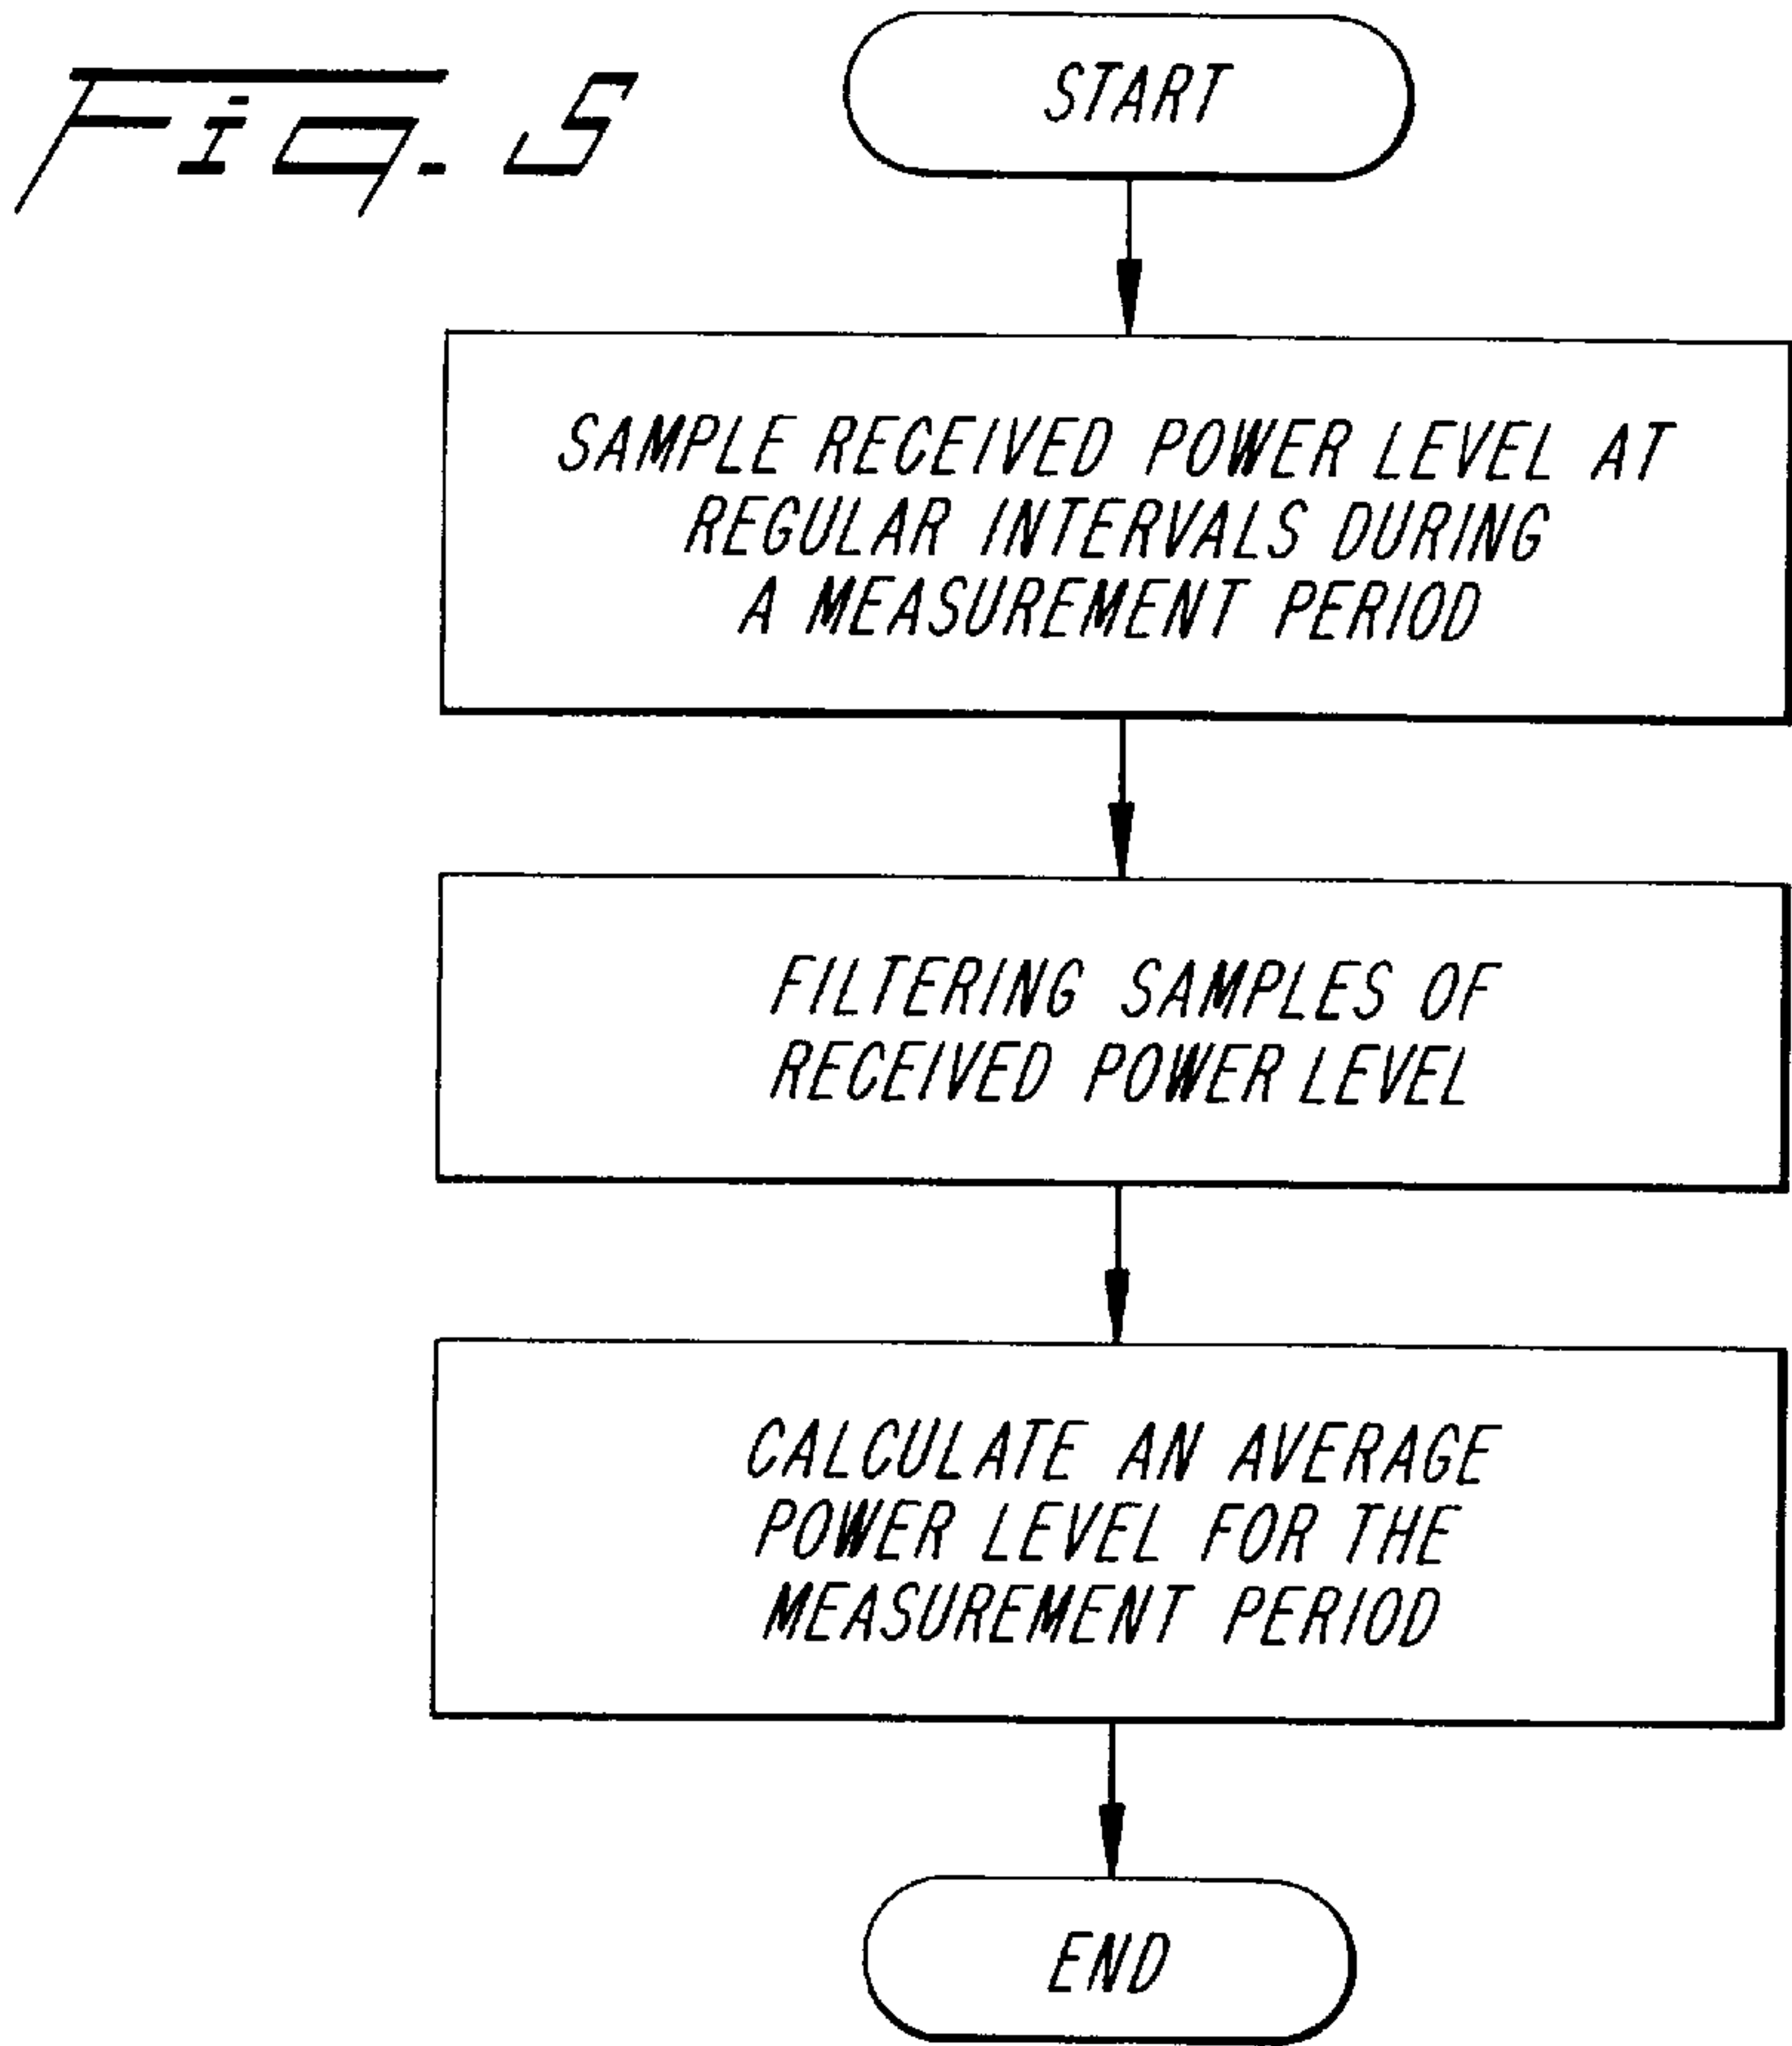 Fig. 5
START
SAMPLE RECEIVED POWER LEVEL AT
REGULAR INTERVALS DURING
A MEASUREMENT PERIOD
FILTERING SAMPLES OF
RECEIVED POWER LEVEL
CALCULATE AN AVERAGE
POWER LEVEL FOR THE
MEASUREMENT PERIOD
END